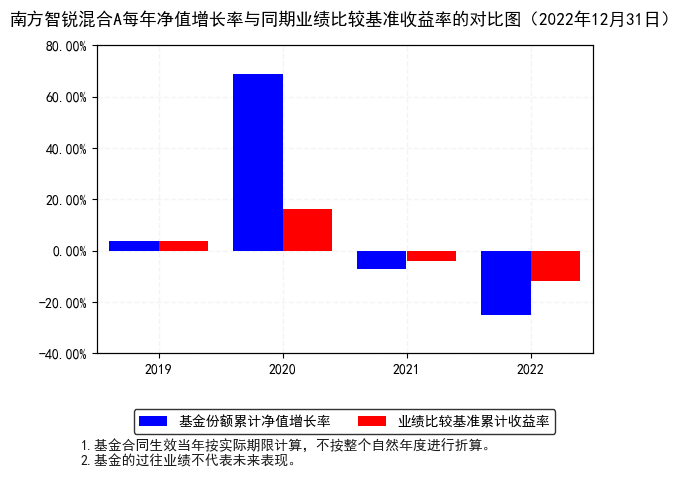 南方智锐混合A每年净值增长率与同期业绩比较基准收益率的对比图（2022年12月31日）
80.00%
60.00%
40.00%
20.00%
0.00%
-20.00%
-40.00%
2019 2020 2021 2022
基金份额累计净值增长率 业绩比较基准累计收益率
1.基金合同生效当年按实际期限计算，不按整个自然年度进行折算。
2.基金的过往业绩不代表未来表现。